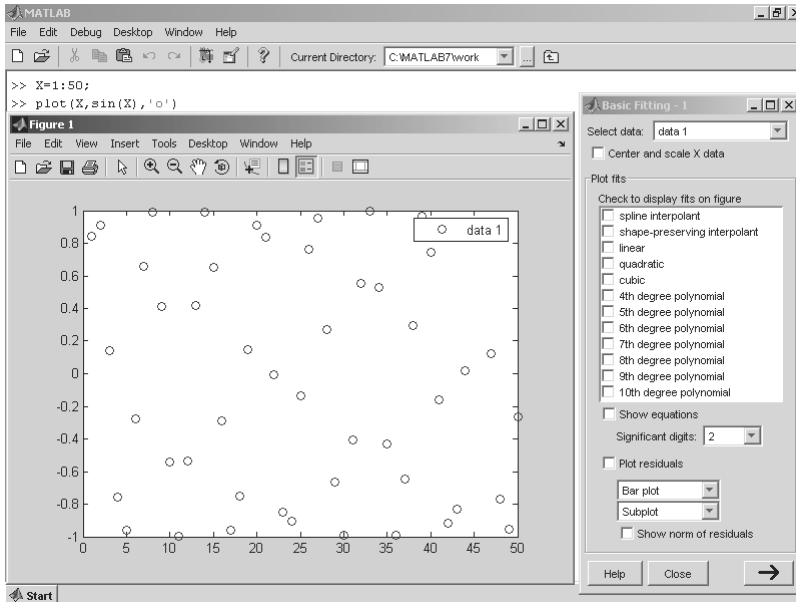 MATLAB
File Edit Debug Desktop Window Help
Current Directory: C:\MATLAB7\work ...
>> X=1:50;
>> plot(X,sin(X),'o')
Figure 1
File Edit View Insert Tools Desktop Window Help
data 1
1
0.8
0.6
0.4
0.2
0
-0.2
-0.4
-0.6
-0.8
-1
0 5 10 15 20 25 30 35 40 45 50
Basic Fitting - 1
Select data: data 1
Center and scale X data
Plot fits
Check to display fits on figure
spline interpolant
shape-preserving interpolant
linear
quadratic
cubic
4th degree polynomial
5th degree polynomial
6th degree polynomial
7th degree polynomial
8th degree polynomial
9th degree polynomial
10th degree polynomial
Show equations
Significant digits: 2
Plot residuals
Bar plot
Subplot
Show norm of residuals
Help Close
Start